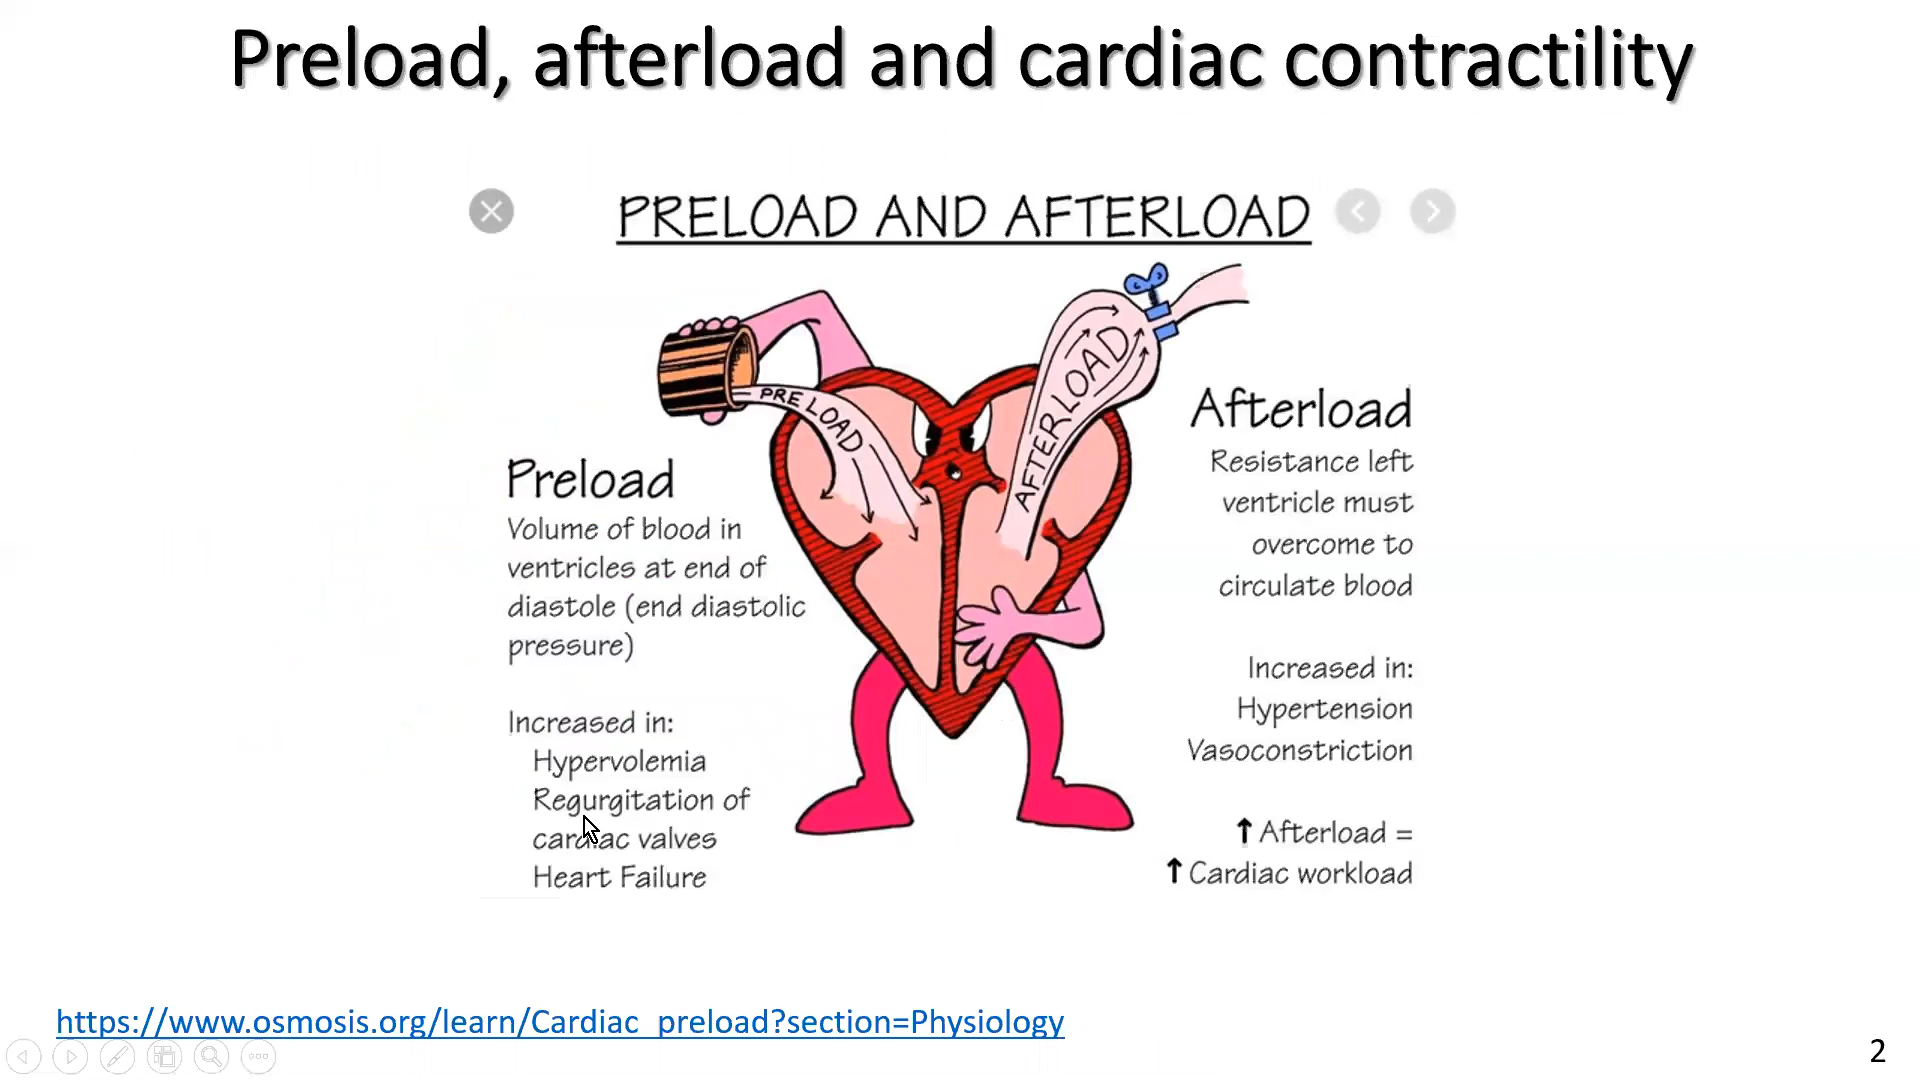 Preload, afterload and cardiac contractility
PRELOAD AND AFTERLOAD
PRELOAD
AFTERLOAD
Preload
Volume of blood in
ventricles at end of
diastole (end diastolic
pressure)
Increased in:
Hypervolemia
Regurgitation of
cardiac valves
Heart Failure
Afterload
Resistance left
ventricle must
overcome to
circulate blood
Increased in:
Hypertension
Vasoconstriction
↑ Afterload =
↑ Cardiac workload
https://www.osmosis.org/learn/Cardiac_preload?section=Physiology
2